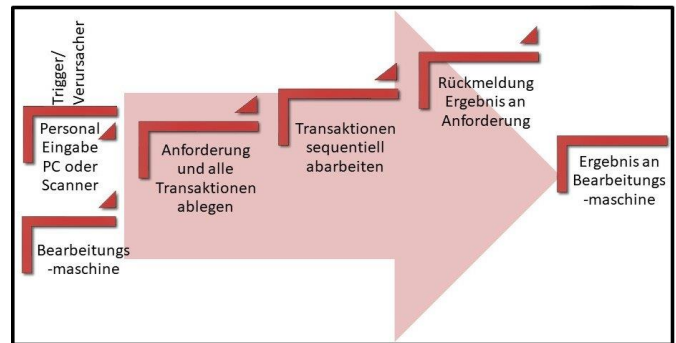 Trigger/
Verursacher
Personal
Eingabe
PC oder
Scanner
Bearbeitungs
-maschine
Anforderung
und alle
Transaktionen
ablegen
Transaktionen
sequentiell
abarbeiten
Rückmeldung
Ergebnis an
Anforderung
Ergebnis an
Bearbeitungs
-maschine